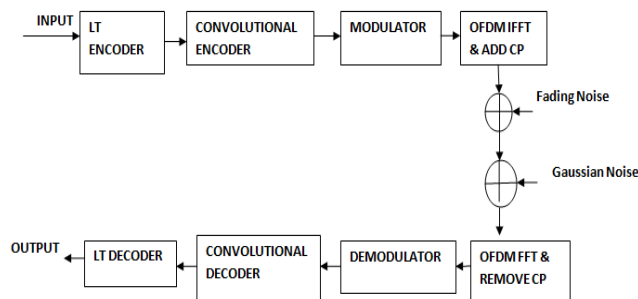 INPUT
LT
ENCODER
CONVOLUTIONAL
ENCODER
MODULATOR
OFDM IFFT
& ADD CP
Fading Noise
Gaussian Noise
OUTPUT
LT DECODER
CONVOLUTIONAL
DECODER
DEMODULATOR
OFDM FFT &
REMOVE CP